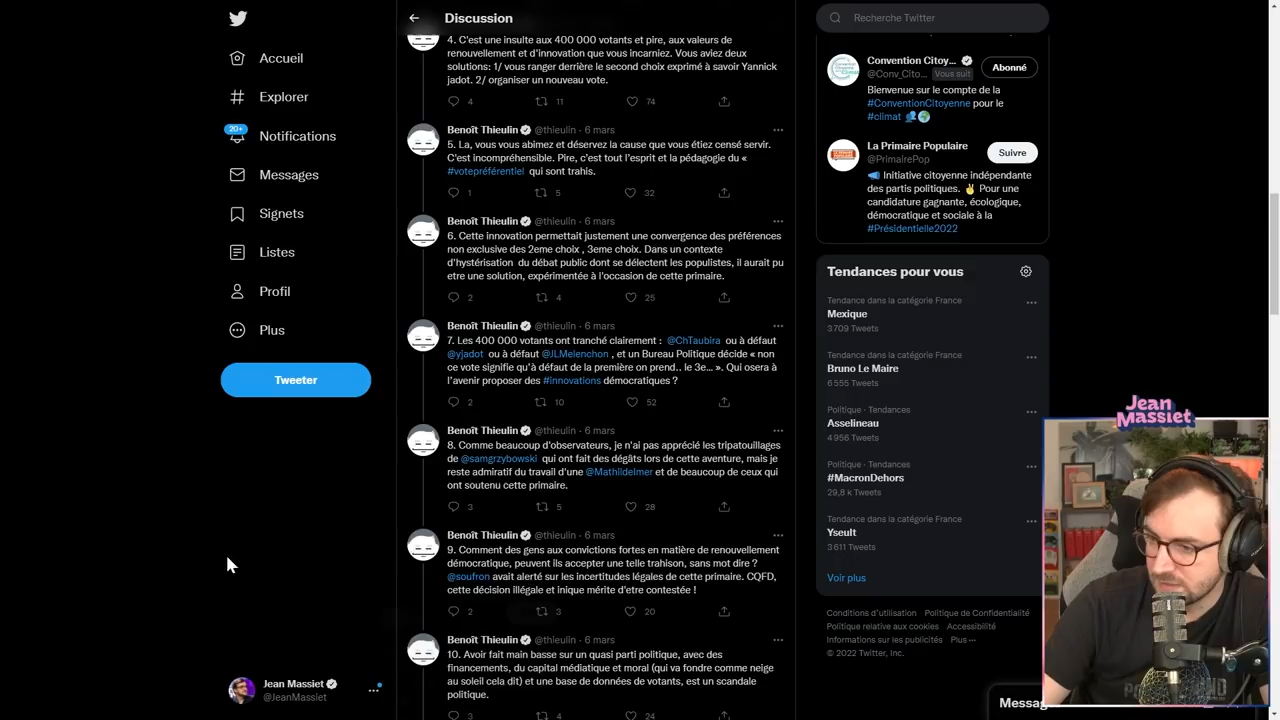 Accueil
Explorer
20+
Notifications
Messages
Signets
Listes
Profil
Plus
Tweeter
Jean Massiet
@JeanMassiet
Discussion
4. C'est une insulte aux 400 000 votants et pire, aux valeurs de
renouvellement et d'innovation que vous incarniez. Vous aviez deux
solutions: 1/ vous ranger derrière le second choix exprimé à savoir Yannick
jadot. 2/ organiser un nouveau vote.
4 11 74
Benoît Thieulin @thieulin · 6 mars
5. La, vous vous abimez et déservez la cause que vous étiez censé servir.
C'est incompréhensible. Pire, c'est tout l'esprit et la pédagogie du «
#votepréférentiel qui sont trahis.
1 5 32
Benoît Thieulin @thieulin · 6 mars
6. Cette innovation permettait justement une convergence des préférences
non exclusive des 2eme choix , 3eme choix. Dans un contexte
d'hystérisation du débat public dont se délectent les populistes, il aurait pu
etre une solution, expérimentée à l'occasion de cette primaire.
2 4 25
Benoît Thieulin @thieulin · 6 mars
7. Les 400 000 votants ont tranché clairement : @ChTaubira ou à défaut
@yjadot ou à défaut @JLMelenchon , et un Bureau Politique décide « non
ce vote signifie qu'à défaut de la première on prend.. le 3e... ». Qui osera à
l'avenir proposer des #innovations démocratiques ?
2 10 52
Benoît Thieulin @thieulin · 6 mars
8. Comme beaucoup d'observateurs, je n'ai pas apprécié les tripatouillages
de @samgrzybowski qui ont fait des dégâts lors de cette aventure, mais je
reste admiratif du travail d'une @Mathildelmer et de beaucoup de ceux qui
ont soutenu cette primaire.
3 5 28
Benoît Thieulin @thieulin · 6 mars
9. Comment des gens aux convictions fortes en matière de renouvellement
démocratique, peuvent ils accepter une telle trahison, sans mot dire ?
@soufron avait alerté sur les incertitudes légales de cette primaire. CQFD,
cette décision illégale et inique mérite d'etre contestée !
2 3 20
Benoît Thieulin @thieulin · 6 mars
10. Avoir fait main basse sur un quasi parti politique, avec des
financements, du capital médiatique et moral (qui va fondre comme neige
au soleil cela dit) et une base de données de votants, est un scandale
politique.
3 4 24
Recherche Twitter
Convention Citoy...
@Conv_Cito... Vous suit
Abonné
Bienvenue sur le compte de la
#ConventionCitoyenne pour le
#climat
La Primaire Populaire
@PrimairePop
Suivre
Initiative citoyenne indépendante
des partis politiques. Pour une
candidature gagnante, écologique,
démocratique et sociale à la
#Présidentielle2022
Tendances pour vous
Tendance dans la catégorie France
Mexique
3 709 Tweets
Tendance dans la catégorie France
Bruno Le Maire
6 555 Tweets
Politique · Tendances
Asselineau
4 956 Tweets
Politique · Tendances
#MacronDehors
29,8 k Tweets
Tendance dans la catégorie France
Yseult
3 611 Tweets
Voir plus
Conditions d'utilisation Politique de Confidentialité
Politique relative aux cookies Accessibilité
Informations sur les publicités Plus
© 2022 Twitter, Inc.
Jean
Massiet